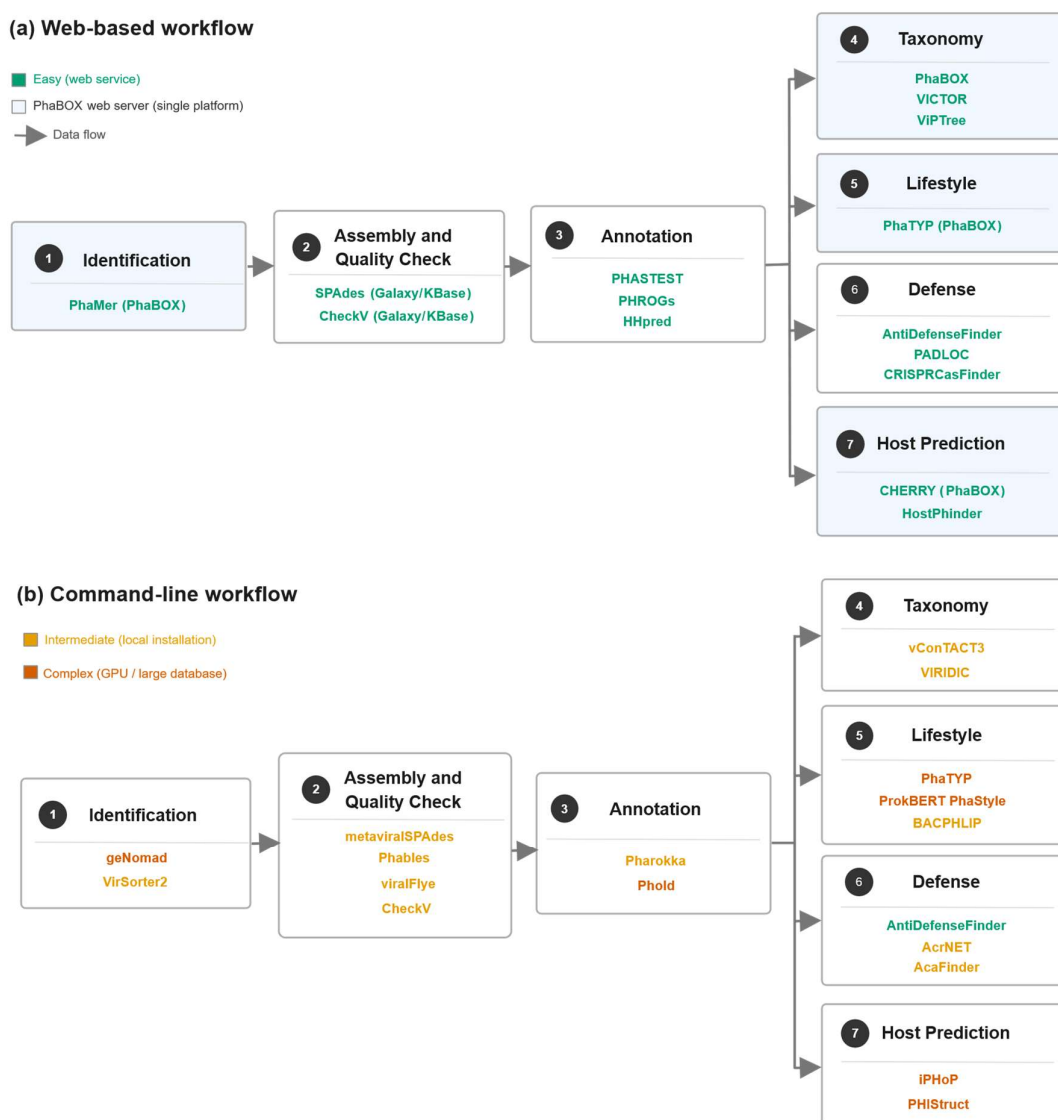 (a) Web-based workflow
Easy (web service)
PhaBOX web server (single platform)
Data flow
1 Identification
PhaMer (PhaBOX)
2 Assembly and
Quality Check
SPAdes (Galaxy/KBase)
CheckV (Galaxy/KBase)
3 Annotation
PHASTEST
PHROGs
HHpred
4 Taxonomy
PhaBOX
VICTOR
ViPTree
5 Lifestyle
PhaTYP (PhaBOX)
6 Defense
AntiDefenseFinder
PADLOC
CRISPRCasFinder
7 Host Prediction
CHERRY (PhaBOX)
HostPhinder
(b) Command-line workflow
Intermediate (local installation)
Complex (GPU / large database)
1 Identification
geNomad
VirSorter2
2 Assembly and
Quality Check
metaviralSPAdes
Phables
viralFlye
CheckV
3 Annotation
Pharokka
Phold
4 Taxonomy
vConTACT3
VIRIDIC
5 Lifestyle
PhaTYP
ProkBERT PhaStyle
BACPHLIP
6 Defense
AntiDefenseFinder
AcrNET
AcaFinder
7 Host Prediction
iPHoP
PHIStruct